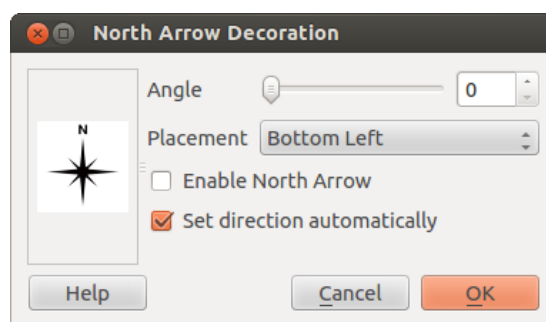 North Arrow Decoration
Angle
0
N
Placement
Bottom Left
Enable North Arrow
Set direction automatically
Help
Cancel
OK